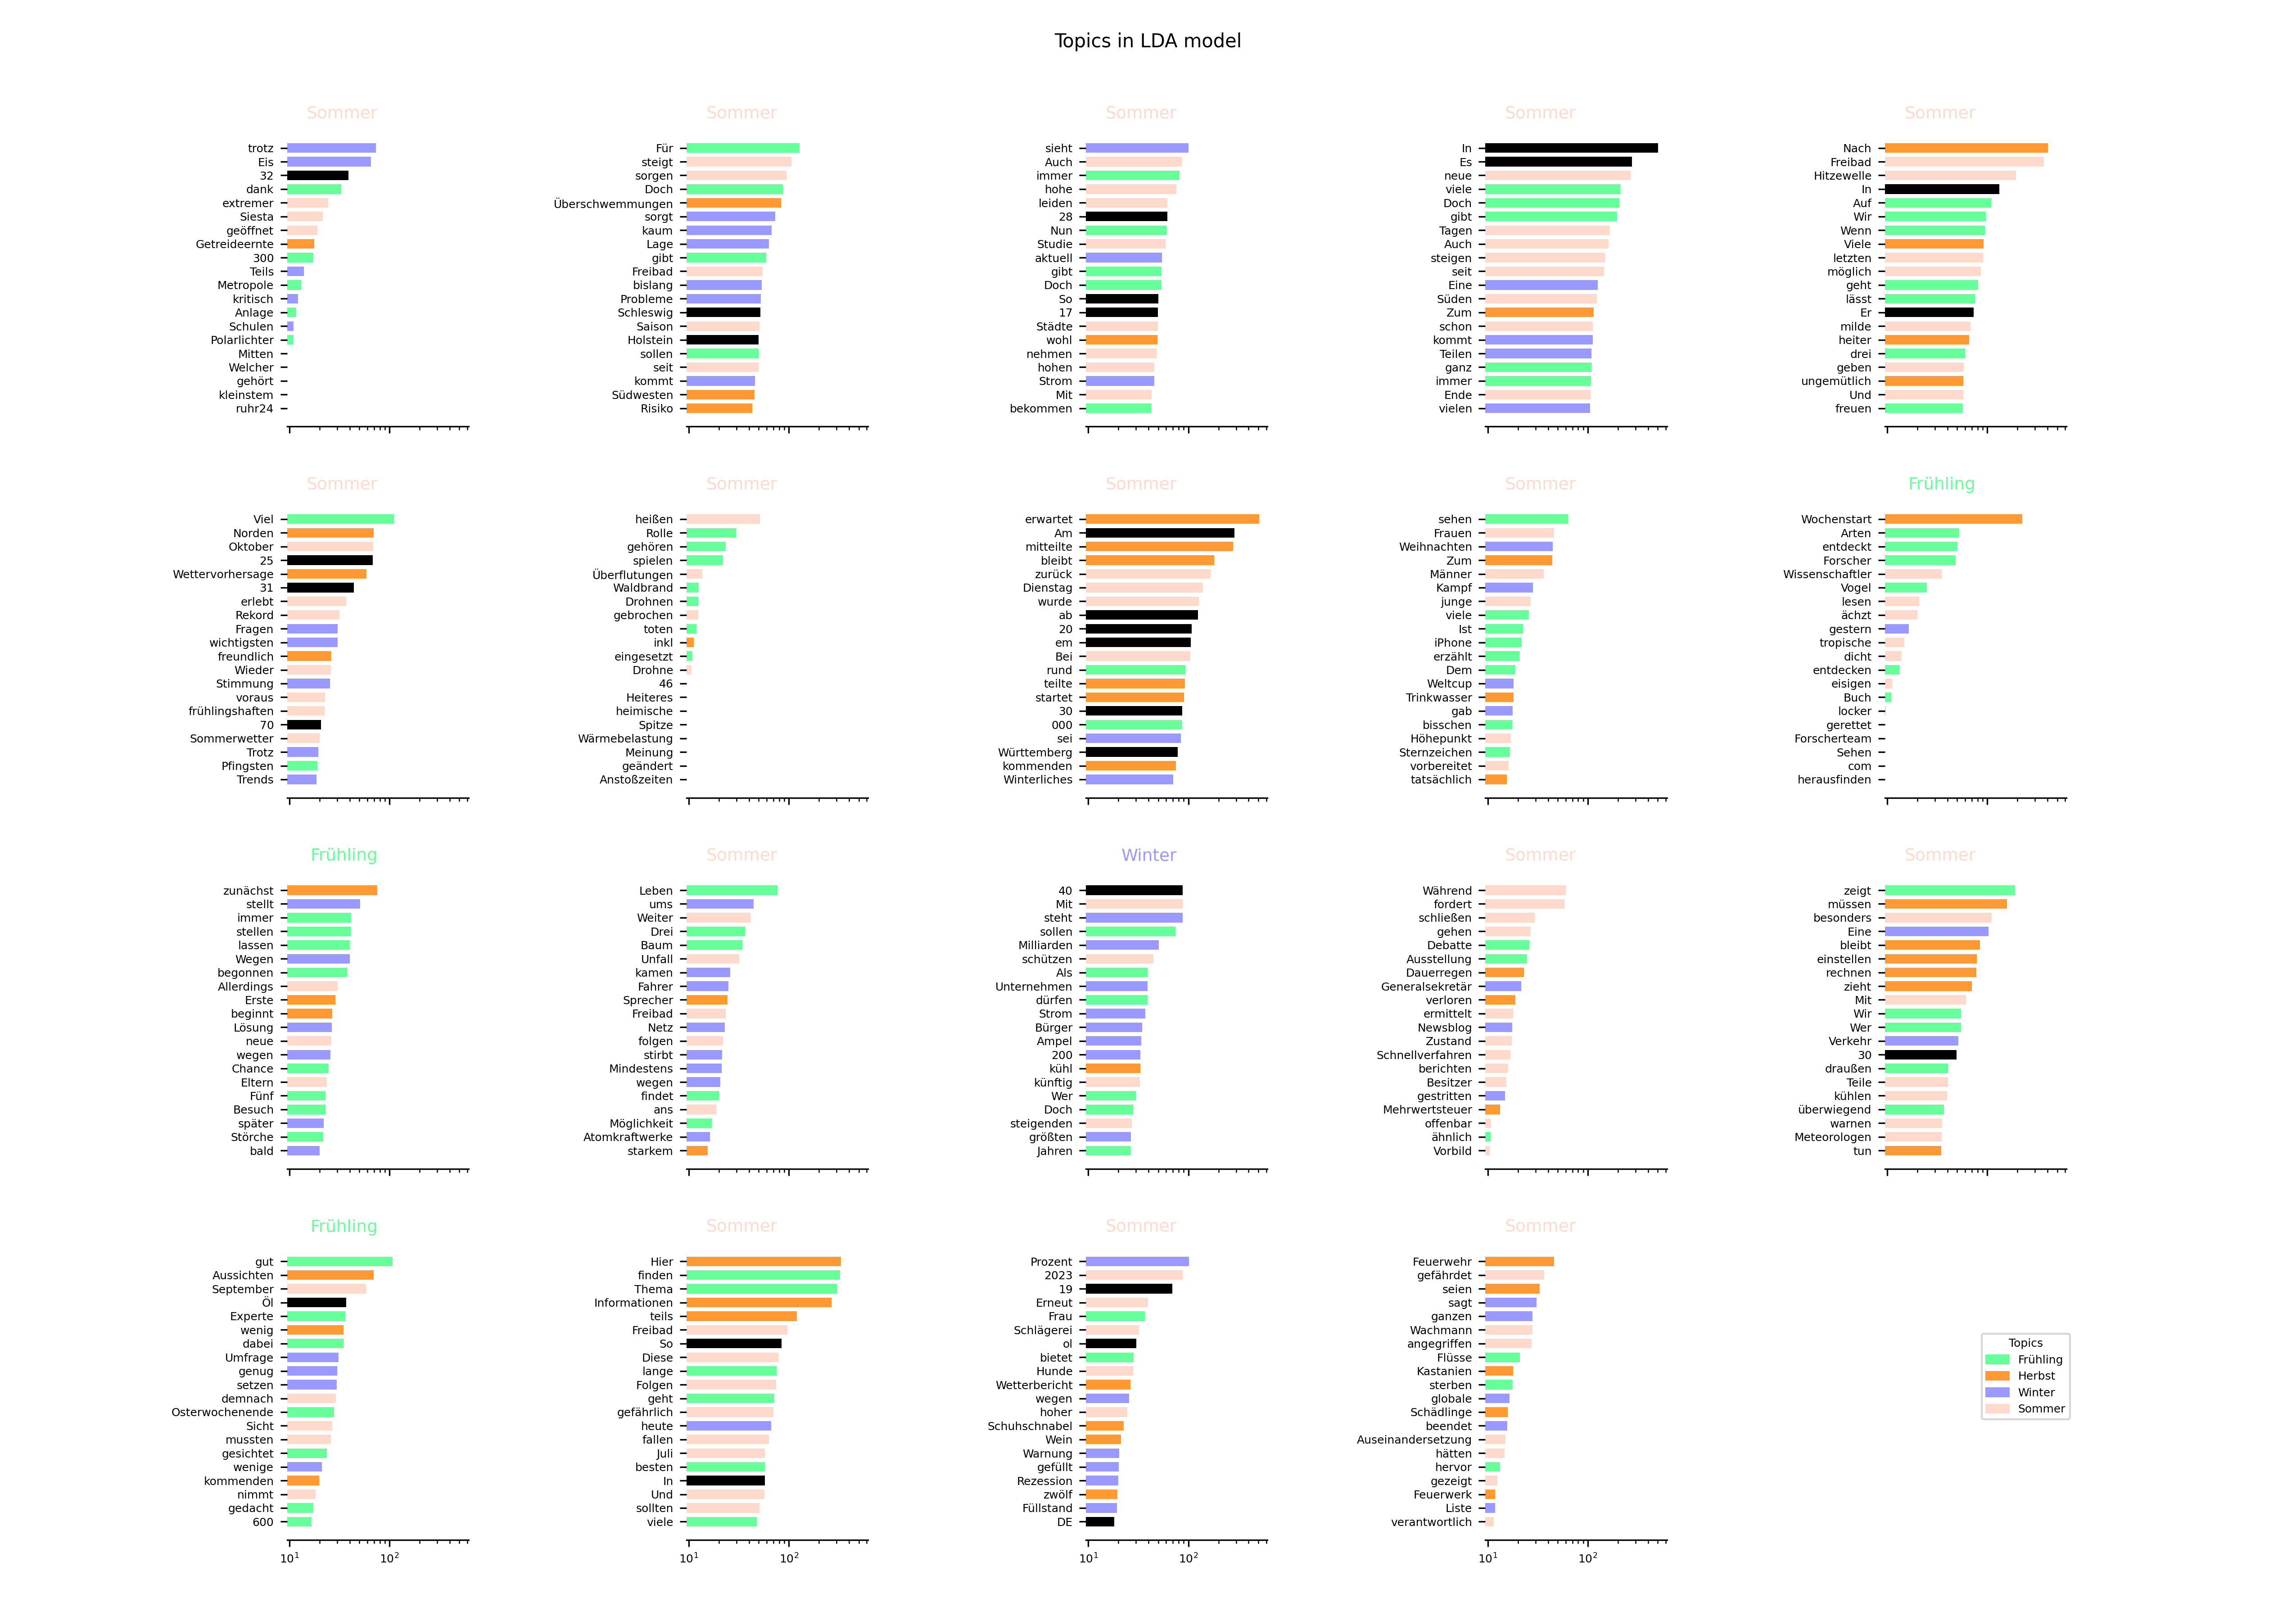 Topics in LDA model
Sommer
trotz
Eis
32
dank
extremer
Siesta
geöffnet
Getreideernte
300
Teils
Metropole
kritisch
Anlage
Schulen
Polarlichter
Mitten
Welcher
gehört
kleinstem
ruhr24
Sommer
Für
steigt
sorgen
Doch
Überschwemmungen
sorgt
kaum
Lage
gibt
Freibad
bislang
Probleme
Schleswig
Saison
Holstein
sollen
seit
kommt
Südwesten
Risiko
Sommer
sieht
Auch
immer
hohe
leiden
28
Nun
Studie
aktuell
gibt
Doch
So
17
Städte
wohl
nehmen
hohen
Strom
Mit
bekommen
Sommer
In
Es
neue
viele
Doch
gibt
Tagen
Auch
steigen
seit
Eine
Süden
Zum
schon
kommt
Teilen
ganz
immer
Ende
vielen
Sommer
Nach
Freibad
Hitzewelle
In
Auf
Wir
Wenn
Viele
letzten
möglich
geht
lässt
Er
milde
heiter
drei
geben
ungemütlich
Und
freuen
Sommer
Viel
Norden
Oktober
25
Wettervorhersage
31
erlebt
Rekord
Fragen
wichtigsten
freundlich
Wieder
Stimmung
voraus
frühlingshaften
70
Sommerwetter
Trotz
Pfingsten
Trends
Sommer
heißen
Rolle
gehören
spielen
Überflutungen
Waldbrand
Drohnen
gebrochen
toten
inkl
eingesetzt
Drohne
46
Heiteres
heimische
Spitze
Wärmebelastung
Meinung
geändert
Anstoßzeiten
Sommer
erwartet
Am
mitteilte
bleibt
zurück
Dienstag
wurde
ab
20
em
Bei
rund
teilte
startet
30
000
sei
Württemberg
kommenden
Winterliches
Sommer
sehen
Frauen
Weihnachten
Zum
Männer
Kampf
junge
viele
Ist
iPhone
erzählt
Dem
Weltcup
Trinkwasser
gab
bisschen
Höhepunkt
Sternzeichen
vorbereitet
tatsächlich
Frühling
Wochenstart
Arten
entdeckt
Forscher
Wissenschaftler
Vogel
lesen
ächzt
gestern
tropische
dicht
entdecken
eisigen
Buch
locker
gerettet
Forscherteam
Sehen
com
herausfinden
Frühling
zunächst
stellt
immer
stellen
lassen
Wegen
begonnen
Allerdings
Erste
beginnt
Lösung
neue
wegen
Chance
Eltern
Fünf
Besuch
später
Störche
bald
Sommer
Leben
ums
Weiter
Drei
Baum
Unfall
kamen
Fahrer
Sprecher
Freibad
Netz
folgen
stirbt
Mindestens
wegen
findet
ans
Möglichkeit
Atomkraftwerke
starkem
Winter
40
Mit
steht
sollen
Milliarden
schützen
Als
Unternehmen
dürfen
Strom
Bürger
Ampel
200
kühl
künftig
Wer
Doch
steigenden
größten
Jahren
Sommer
Während
fordert
schließen
gehen
Debatte
Ausstellung
Dauerregen
Generalsekretär
verloren
ermittelt
Newsblog
Zustand
Schnellverfahren
berichten
Besitzer
gestritten
Mehrwertsteuer
offenbar
ähnlich
Vorbild
Sommer
zeigt
müssen
besonders
Eine
bleibt
einstellen
rechnen
zieht
Mit
Wir
Wer
Verkehr
30
draußen
Teile
kühlen
überwiegend
warnen
Meteorologen
tun
Frühling
gut
Aussichten
September
Öl
Experte
wenig
dabei
Umfrage
genug
setzen
demnach
Osterwochenende
Sicht
mussten
gesichtet
wenige
kommenden
nimmt
gedacht
600
10¹ 10²
Sommer
Hier
finden
Thema
Informationen
teils
Freibad
So
Diese
lange
Folgen
geht
gefährlich
heute
fallen
Juli
besten
In
Und
sollten
viele
10¹ 10²
Sommer
Prozent
2023
19
Erneut
Frau
Schlägerei
ol
bietet
Hunde
Wetterbericht
wegen
hoher
Schuhschnabel
Wein
Warnung
gefüllt
Rezession
zwölf
Füllstand
DE
10¹ 10²
Sommer
Feuerwehr
gefährdet
seien
sagt
ganzen
Wachmann
angegriffen
Flüsse
Kastanien
sterben
globale
Schädlinge
beendet
Auseinandersetzung
hätten
hervor
gezeigt
Feuerwerk
Liste
verantwortlich
10¹ 10²
Topics
Frühling
Herbst
Winter
Sommer